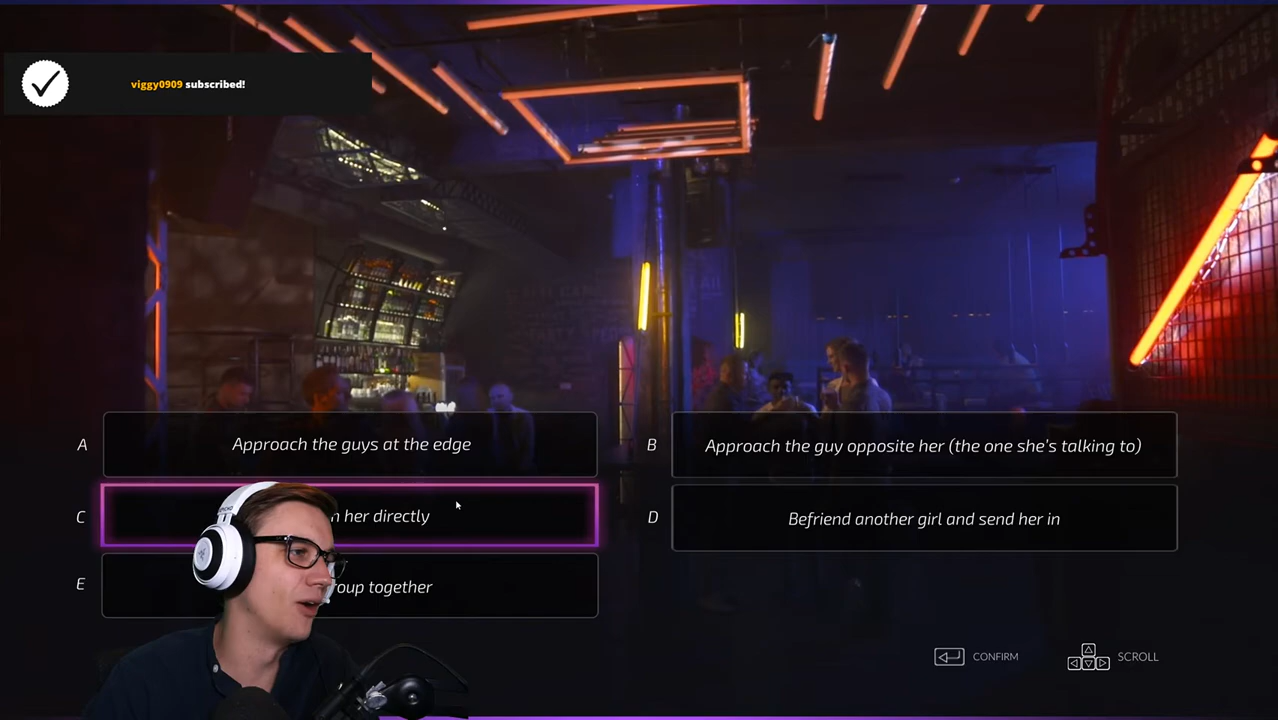 viggy0909 subscribed!
A
Approach the guys at the edge
B
Approach the guy opposite her (the one she's talking to)
C
her directly
D
Befriend another girl and send her in
E
together
CONFIRM
SCROLL